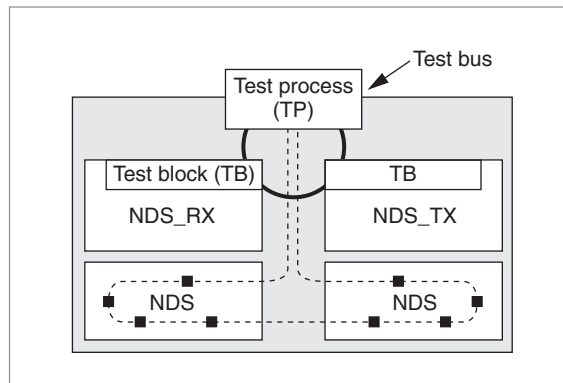 Test bus
Test process
(TP)
Test block (TB)
TB
NDS_RX
NDS_TX
NDS
NDS